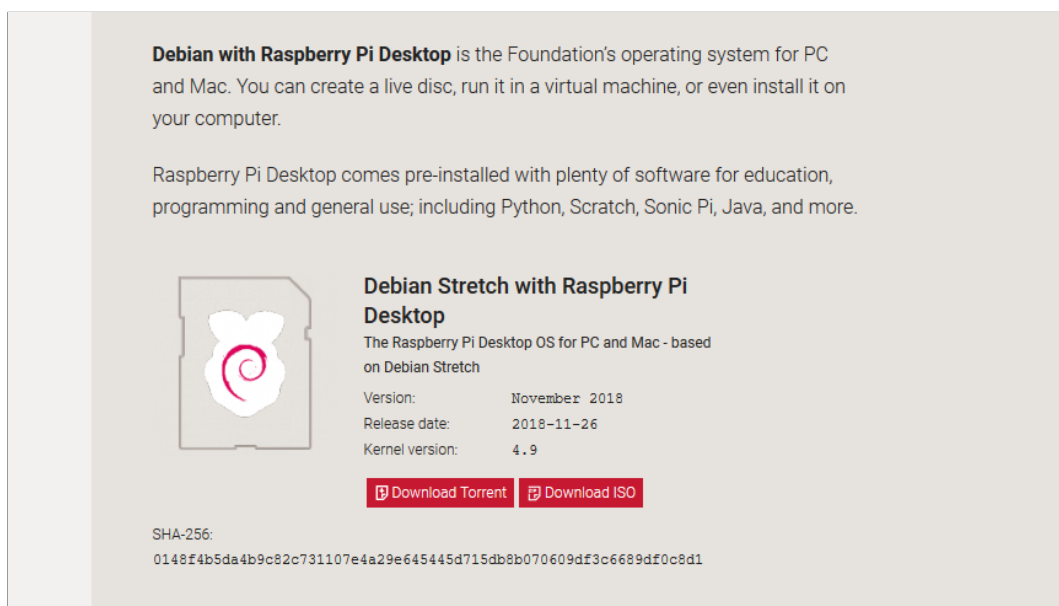 Debian with Raspberry Pi Desktop is the Foundation's operating system for PC
and Mac. You can create a live disc, run it in a virtual machine, or even install it on
your computer.
Raspberry Pi Desktop comes pre-installed with plenty of software for education,
programming and general use; including Python, Scratch, Sonic Pi, Java, and more.
Debian Stretch with Raspberry Pi
Desktop
The Raspberry Pi Desktop OS for PC and Mac - based
on Debian Stretch
Version: November 2018
Release date: 2018-11-26
Kernel version: 4.9
Download Torrent Download ISO
SHA-256:
0148f4b5da4b9c82c731107e4a29e645445d715db8b070609df3c6689df0c8d1